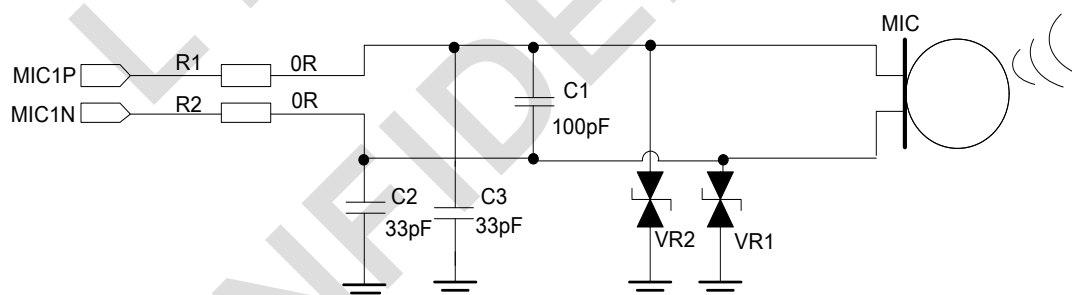 MIC
MIC1P R1 0R
MIC1N R2 0R
C1
100pF
C2 C3
33pF 33pF
VR2 VR1